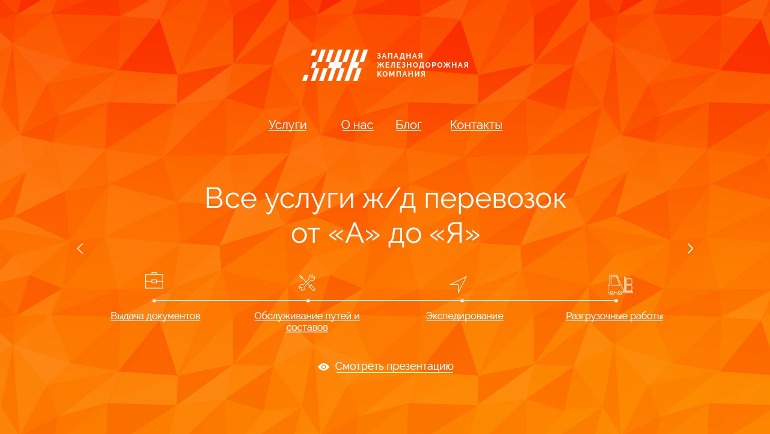 ЗЖК
ЗАПАДНАЯ
ЖЕЛЕЗНОДОРОЖНАЯ
КОМПАНИЯ
Услуги О нас Блог Контакты
Все услуги ж/д перевозок
от «А» до «Я»
Выдача документов Обслуживание путей и Экспедирование Разгрузочные работы
составов
Смотреть презентацию